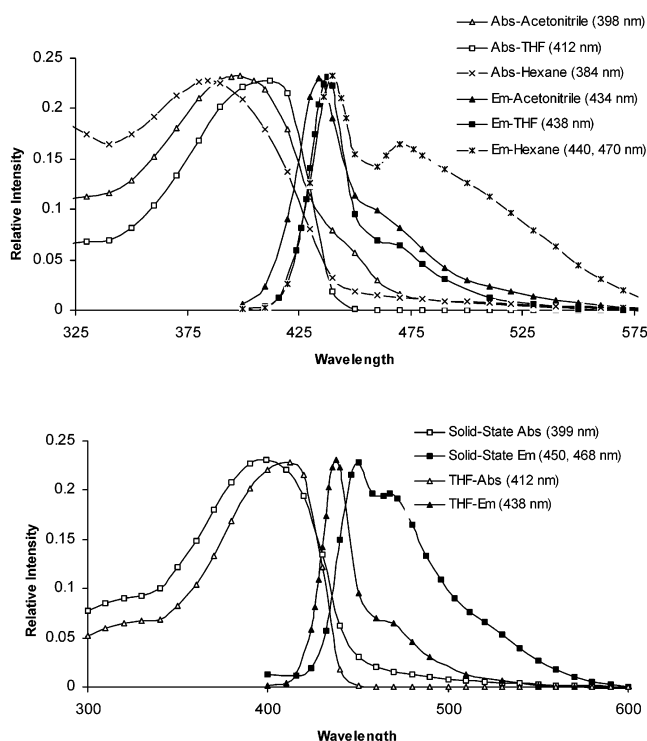 Abs-Acetonitrile (398 nm)
Abs-THF (412 nm)
Abs-Hexane (384 nm)
Em-Acetonitrile (434 nm)
Em-THF (438 nm)
Em-Hexane (440, 470 nm)
0.25
0.2
0.15
0.1
0.05
0
Relative Intensity
325 375 425 475 525 575
Wavelength
Solid-State Abs (399 nm)
Solid-State Em (450, 468 nm)
THF-Abs (412 nm)
THF-Em (438 nm)
0.25
0.2
0.15
0.1
0.05
0
Relative Intensity
300 400 500 600
Wavelength